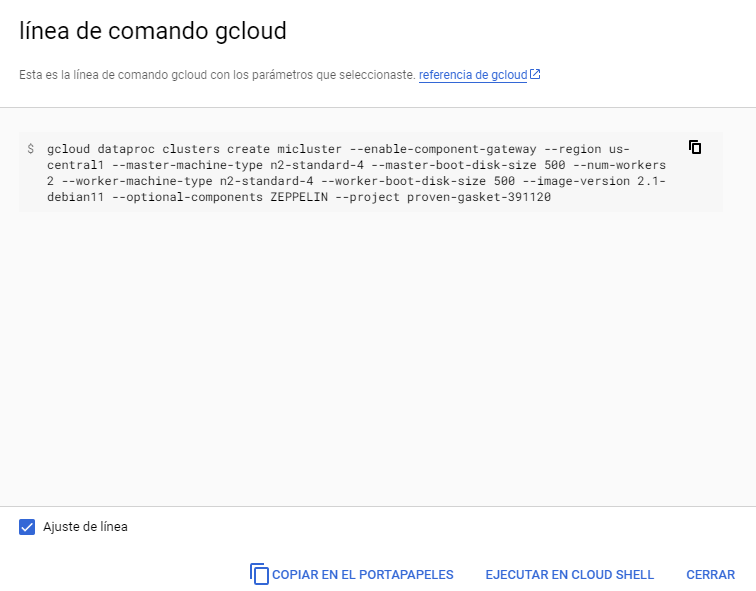 línea de comando gcloud
Esta es la línea de comando gcloud con los parámetros que seleccionaste. referencia de gcloud
$ gcloud dataproc clusters create micluster --enable-component-gateway --region us-
central1 --master-machine-type n2-standard-4 --master-boot-disk-size 500 --num-workers
2 --worker-machine-type n2-standard-4 --worker-boot-disk-size 500 --image-version 2.1-
debian11 --optional-components ZEPPELIN --project proven-gasket-391120
Ajuste de línea
COPIAR EN EL PORTAPAPELES EJECUTAR EN CLOUD SHELL CERRAR